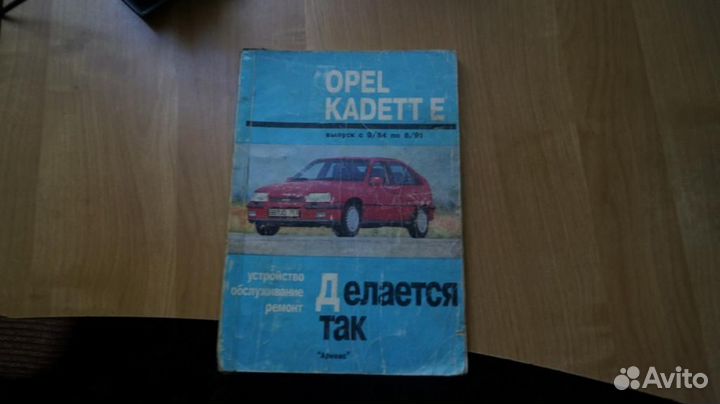 OPEL
KADETT E
выпуск с 9/84 по 8/91
устройство
обслуживание
ремонт
Делается
так
Avito